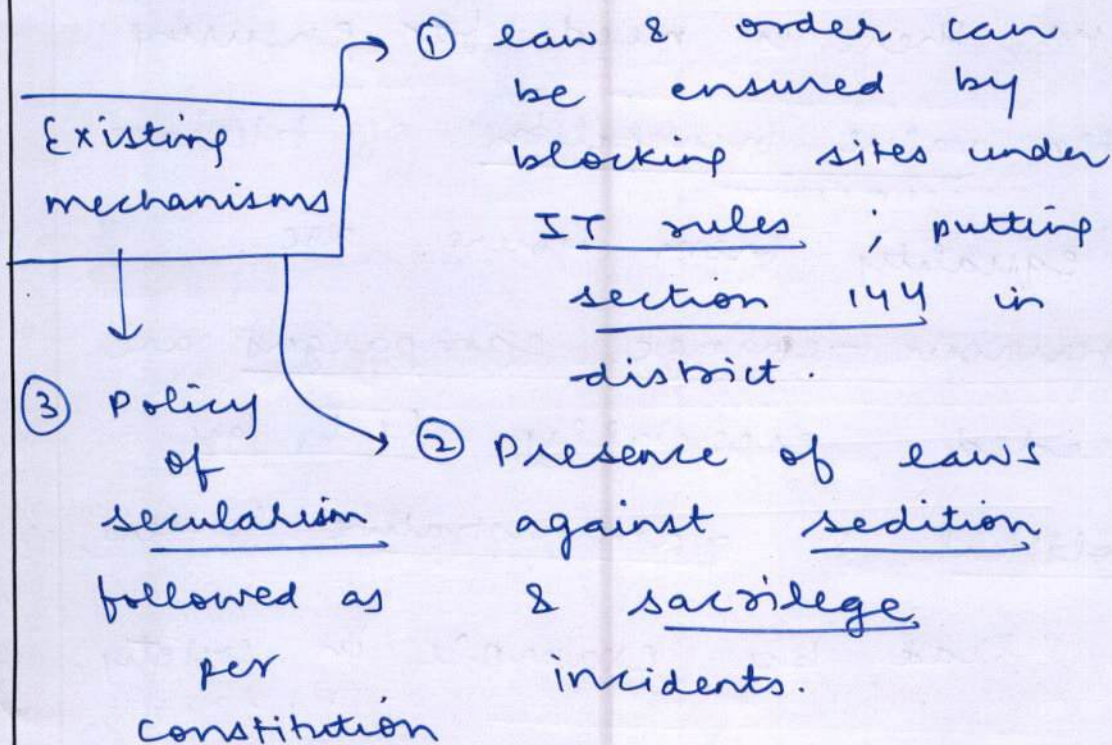 Existing
mechanisms
① law & order can
be ensured by
blocking sites under
IT rules ; putting
section 144 in
district.
② Presence of laws
against sedition
& sacrilege
incidents.
③ Policy
of
secularism
followed as
per
constitution